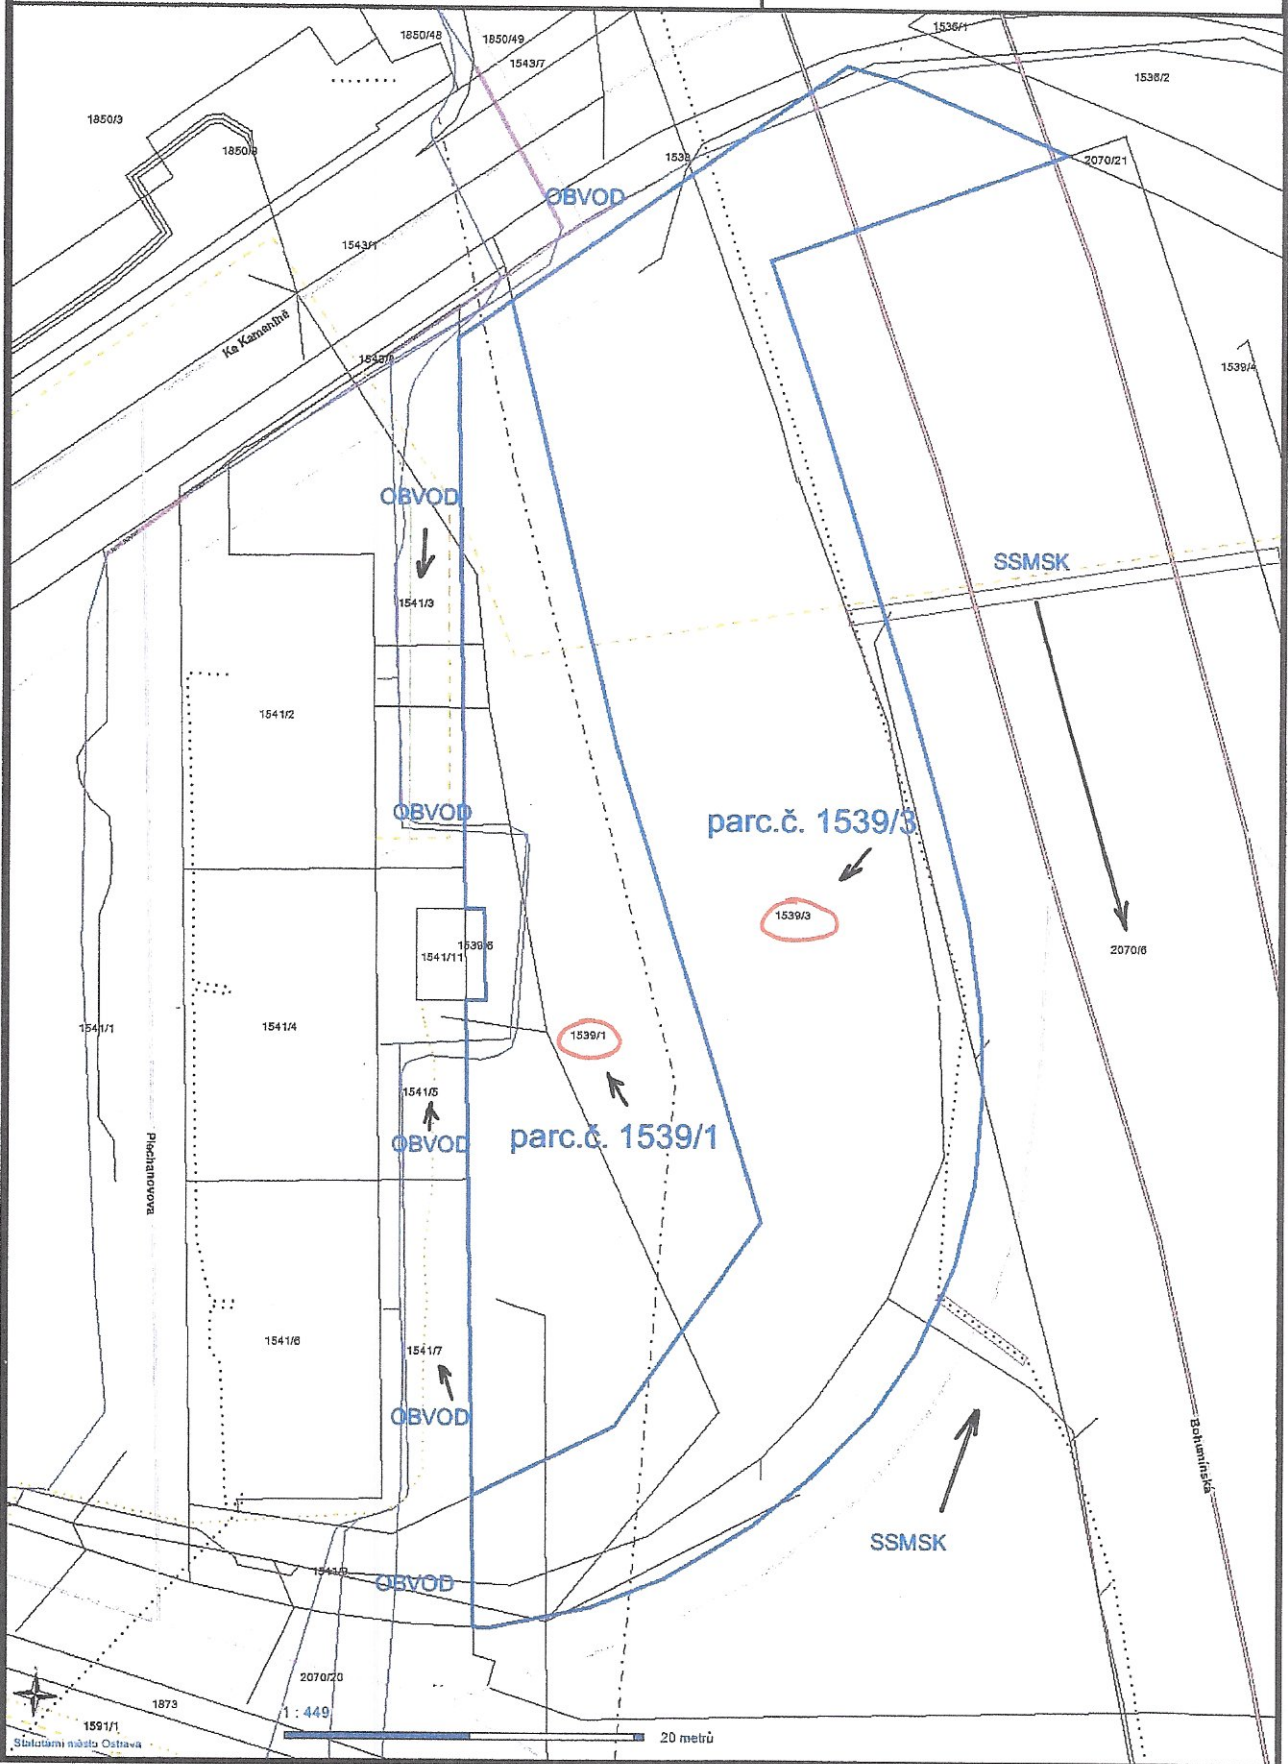 1850/48
1850/49
1543/7
1536/1
1536/2
1850/3
2070/21
OBVOD
1543/1
Ke Kamenině
1539/4
OBVOD
SSMSK
1541/3
1541/2
OBVOD
parc.č. 1539/3
1539/3
1539/6
1541/11
2070/6
1541/1
1541/4
1539/1
1541/5
OBVOD
parc.č. 1539/1
Plechanovova
1541/6
1541/7
OBVOD
Bohumínská
SSMSK
OBVOD
2070/20
1873
1 : 449
1591/1
20 metrů
Statutární město Ostrava